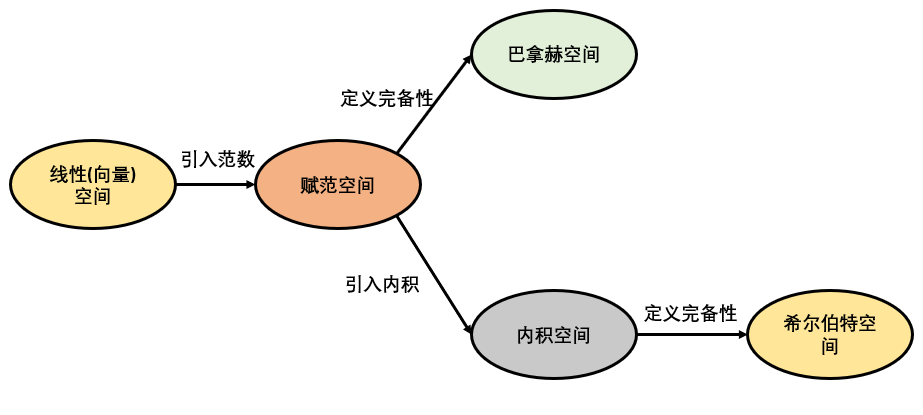 巴拿赫空间
定义完备性
引入范数
线性(向量)
空间
赋范空间
引入内积
内积空间
定义完备性
希尔伯特空
间